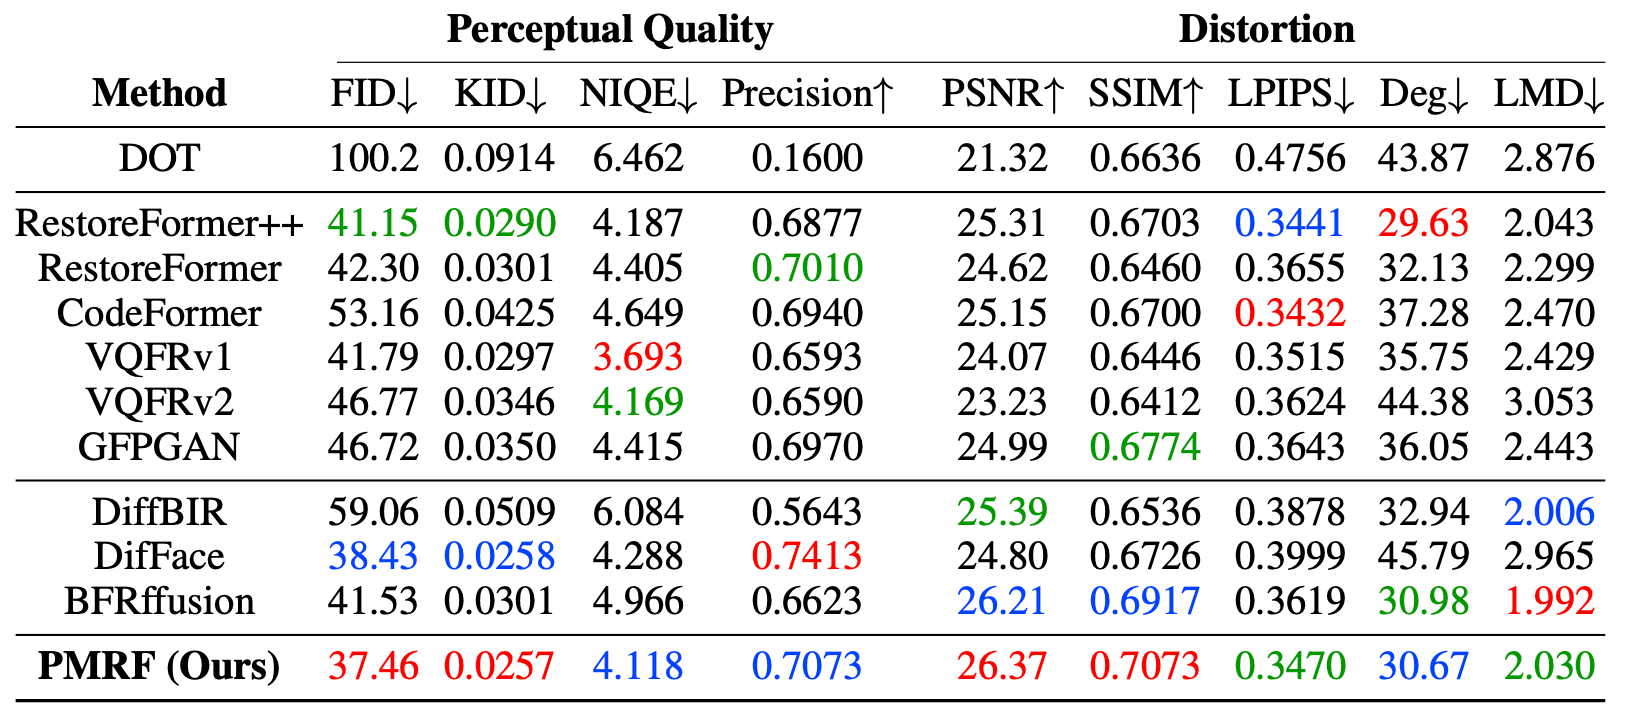 Perceptual Quality Distortion
Method FID↓ KID↓ NIQE↓ Precision↑ PSNR↑ SSIM↑ LPIPS↓ Deg↓ LMD↓
DOT 100.2 0.0914 6.462 0.1600 21.32 0.6636 0.4756 43.87 2.876
RestoreFormer++ 41.15 0.0290 4.187 0.6877 25.31 0.6703 0.3441 29.63 2.043
RestoreFormer 42.30 0.0301 4.405 0.7010 24.62 0.6460 0.3655 32.13 2.299
CodeFormer 53.16 0.0425 4.649 0.6940 25.15 0.6700 0.3432 37.28 2.470
VQFRv1 41.79 0.0297 3.693 0.6593 24.07 0.6446 0.3515 35.75 2.429
VQFRv2 46.77 0.0346 4.169 0.6590 23.23 0.6412 0.3624 44.38 3.053
GFPGAN 46.72 0.0350 4.415 0.6970 24.99 0.6774 0.3643 36.05 2.443
DiffBIR 59.06 0.0509 6.084 0.5643 25.39 0.6536 0.3878 32.94 2.006
DifFace 38.43 0.0258 4.288 0.7413 24.80 0.6726 0.3999 45.79 2.965
BFRffusion 41.53 0.0301 4.966 0.6623 26.21 0.6917 0.3619 30.98 1.992
PMRF (Ours) 37.46 0.0257 4.118 0.7073 26.37 0.7073 0.3470 30.67 2.030